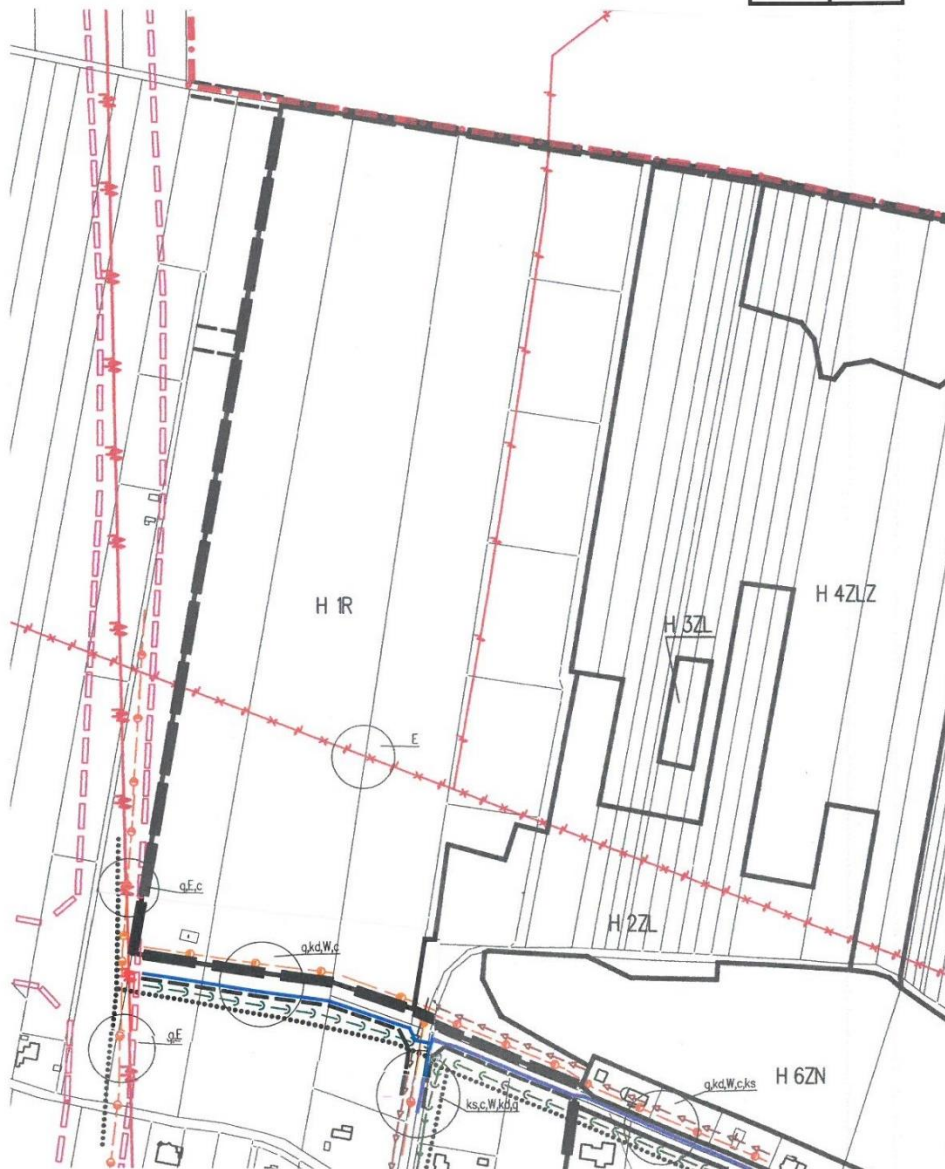 H 1R
H 4ZLZ
H 3ZL
E
g,E,c
H 2ZL
g,kd,W,c
g,E
H 6ZN
g,kd,W,c,ks
ks,c,W,kd,g